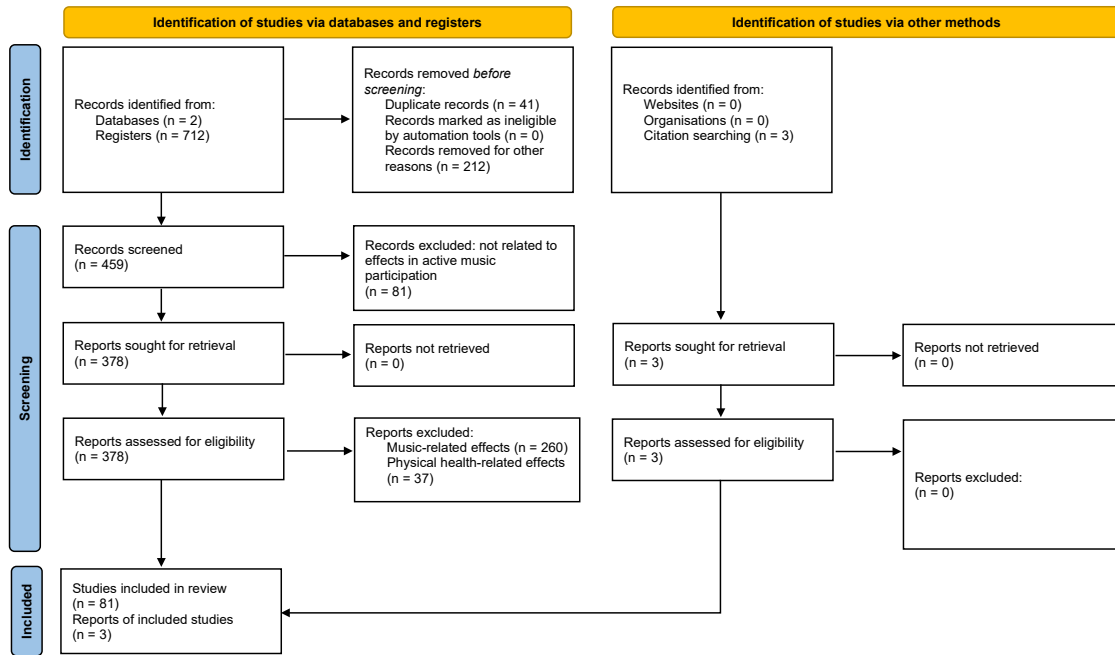 Identification of studies via databases and registers
Identification of studies via other methods
Identification
Records identified from:
Databases (n = 2)
Registers (n = 712)
Records removed before
screening:
Duplicate records (n = 41)
Records marked as ineligible
by automation tools (n = 0)
Records removed for other
reasons (n = 212)
Records identified from:
Websites (n = 0)
Organisations (n = 0)
Citation searching (n = 3)
Screening
Records screened
(n = 459)
Records excluded: not related to
effects in active music
participation
(n = 81)
Reports sought for retrieval
(n = 378)
Reports not retrieved
(n = 0)
Reports sought for retrieval
(n = 3)
Reports not retrieved
(n = 0)
Reports assessed for eligibility
(n = 378)
Reports excluded:
Music-related effects (n = 260)
Physical health-related effects
(n = 37)
Reports assessed for eligibility
(n = 3)
Reports excluded:
(n = 0)
Included
Studies included in review
(n = 81)
Reports of included studies
(n = 3)